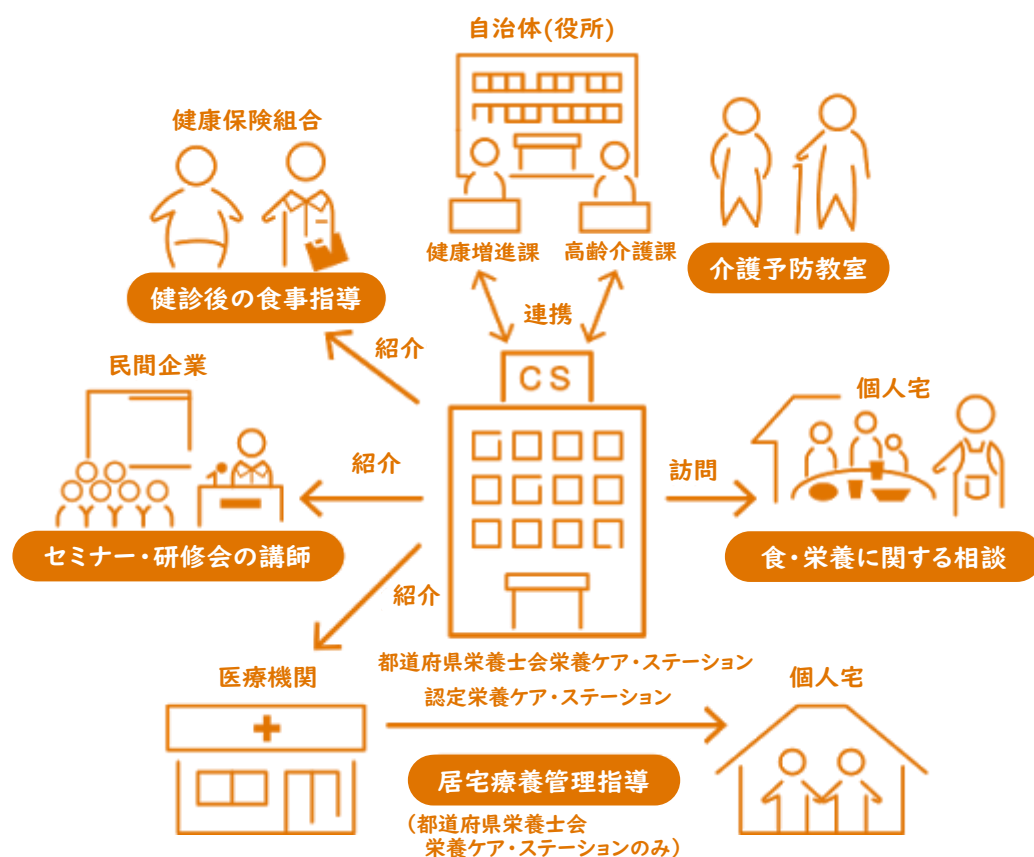 自治体(役所)
健康保険組合
健康増進課
高齢介護課
介護予防教室
健診後の食事指導
連携
紹介
民間企業
CS
個人宅
紹介
訪問
セミナー・研修会の講師
食・栄養に関する相談
紹介
都道府県栄養士会栄養ケア・ステーション
認定栄養ケア・ステーション
医療機関
個人宅
居宅療養管理指導
(都道府県栄養士会
栄養ケア・ステーションのみ)